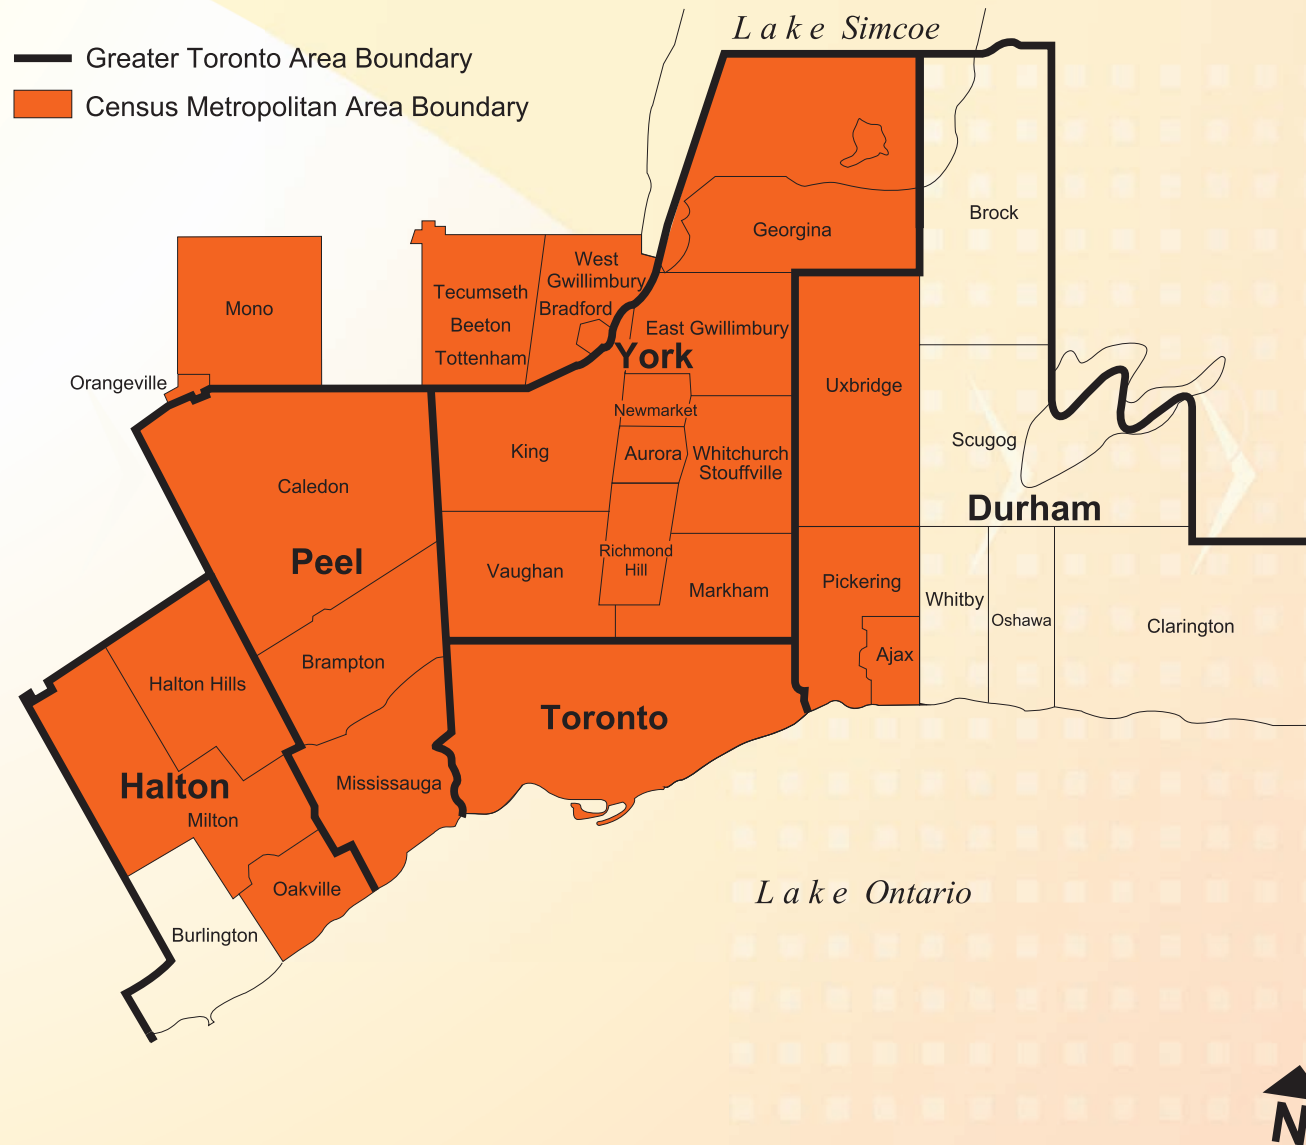 Lake Simcoe
Greater Toronto Area Boundary
Census Metropolitan Area Boundary
Brock
Georgina
West
Gwillimbury
Tecumseth
Mono
Bradford
Beeton
East Gwillimbury
York
Tottenham
Orangeville
Uxbridge
Newmarket
Scugog
King
Aurora
Whitchurch
Stouffville
Caledon
Durham
Peel
Richmond
Hill
Vaughan
Pickering
Markham
Whitby
Oshawa
Clarington
Brampton
Ajax
Halton Hills
Toronto
Halton
Mississauga
Milton
Oakville
Lake Ontario
Burlington
N